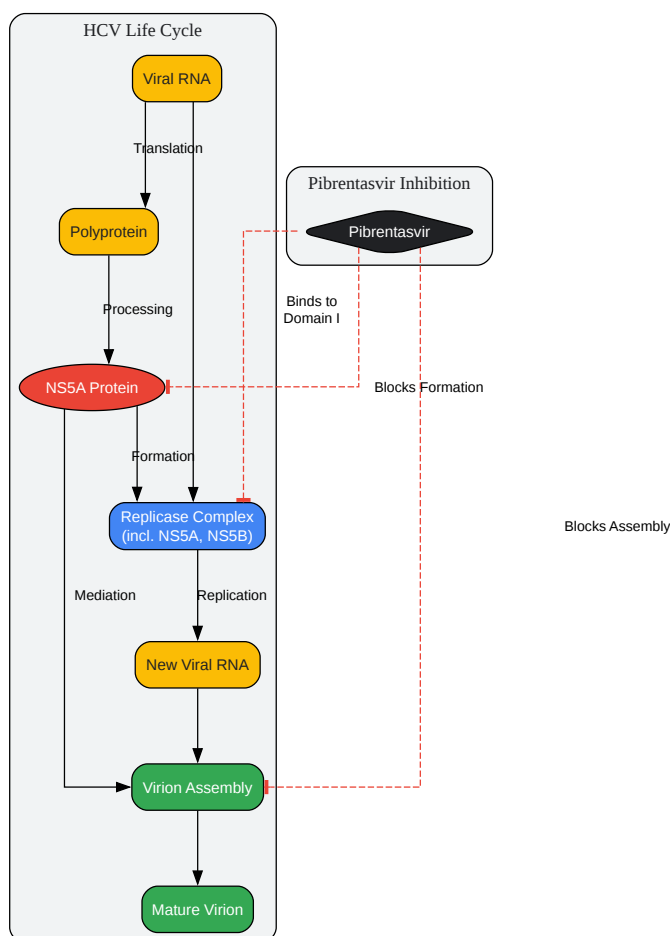 HCV Life Cycle
Viral RNA
Translation
Pibrentasvir Inhibition
Polyprotein
Pibrentasvir
Processing
Binds to
Domain I
NS5A Protein
Blocks Formation
Formation
Replicase Complex
(incl. NS5A, NS5B)
Blocks Assembly
Mediation
Replication
New Viral RNA
Virion Assembly
Mature Virion